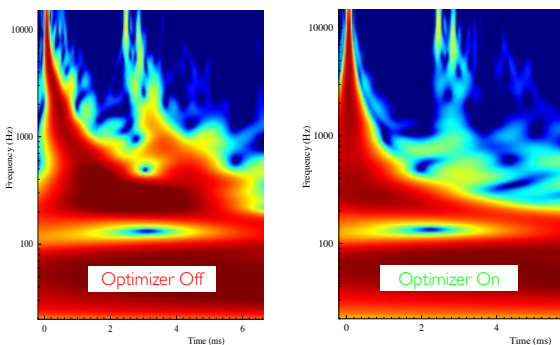 10000
1000
100
Frequency (Hz)
0
2
4
6
Time (ms)
Optimizer Off
10000
1000
100
Frequency (Hz)
0
2
4
Time (ms)
Optimizer On